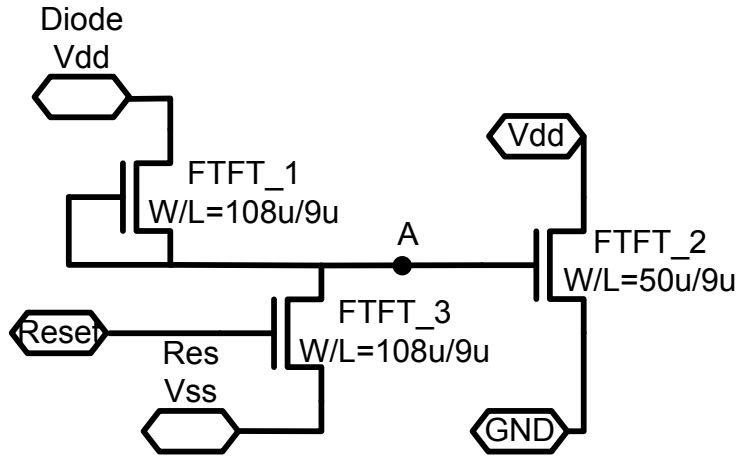 Diode
Vdd
FTFT_1
W/L=108u/9u
Vdd
A
FTFT_2
W/L=50u/9u
Reset
FTFT_3
W/L=108u/9u
Res
Vss
GND